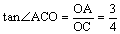 tan∠ACO = OA/OC = 3/4